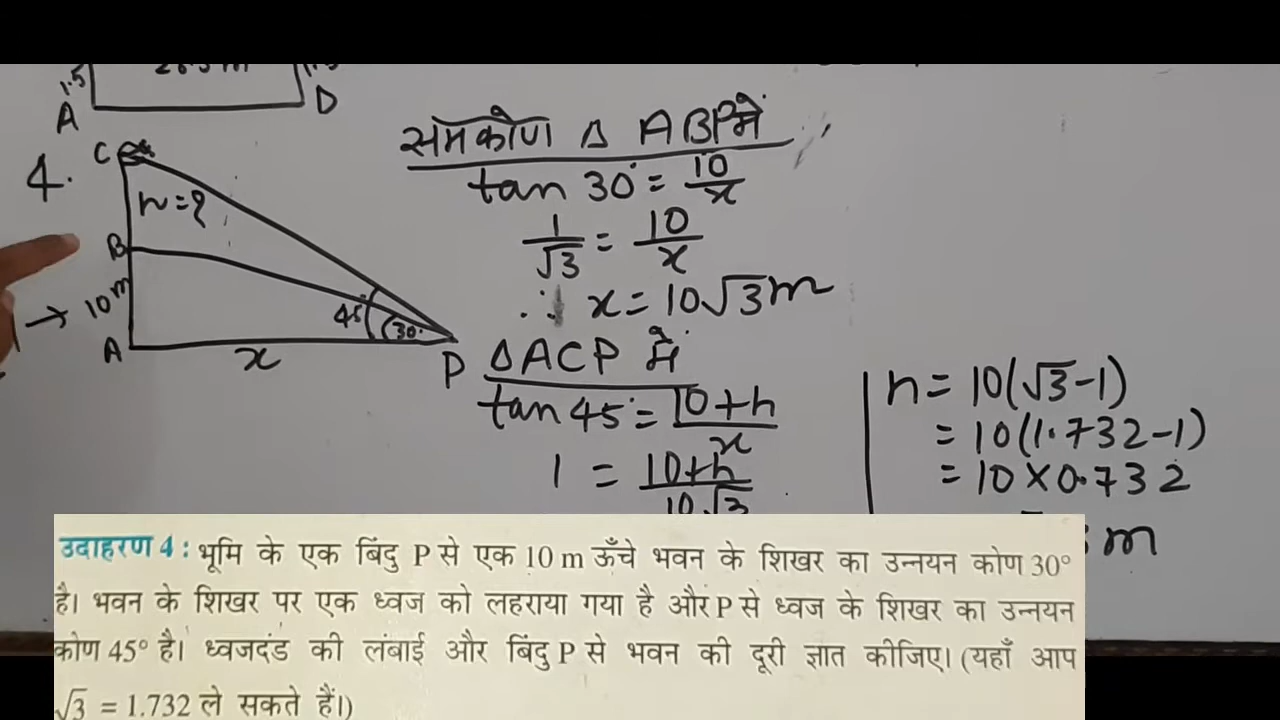 1.5
A
D
4.
C
h=?
B
10m
A
x
45°
30°
P
समकोण Δ ABP में
tan 30° = 10/x
1/√3 = 10/x
∴ x = 10√3 m
ΔACP में
tan 45° = 10+h/x
1 = 10+h/10√3
h = 10(√3-1)
= 10(1.732-1)
= 10×0.732
m
उदाहरण 4 : भूमि के एक बिंदु P से एक 10 m ऊँचे भवन के शिखर का उन्नयन कोण 30°
है। भवन के शिखर पर एक ध्वज को लहराया गया है और P से ध्वज के शिखर का उन्नयन
कोण 45° है। ध्वजदंड की लंबाई और बिंदु P से भवन की दूरी ज्ञात कीजिए। (यहाँ आप
√3 = 1.732 ले सकते हैं।)